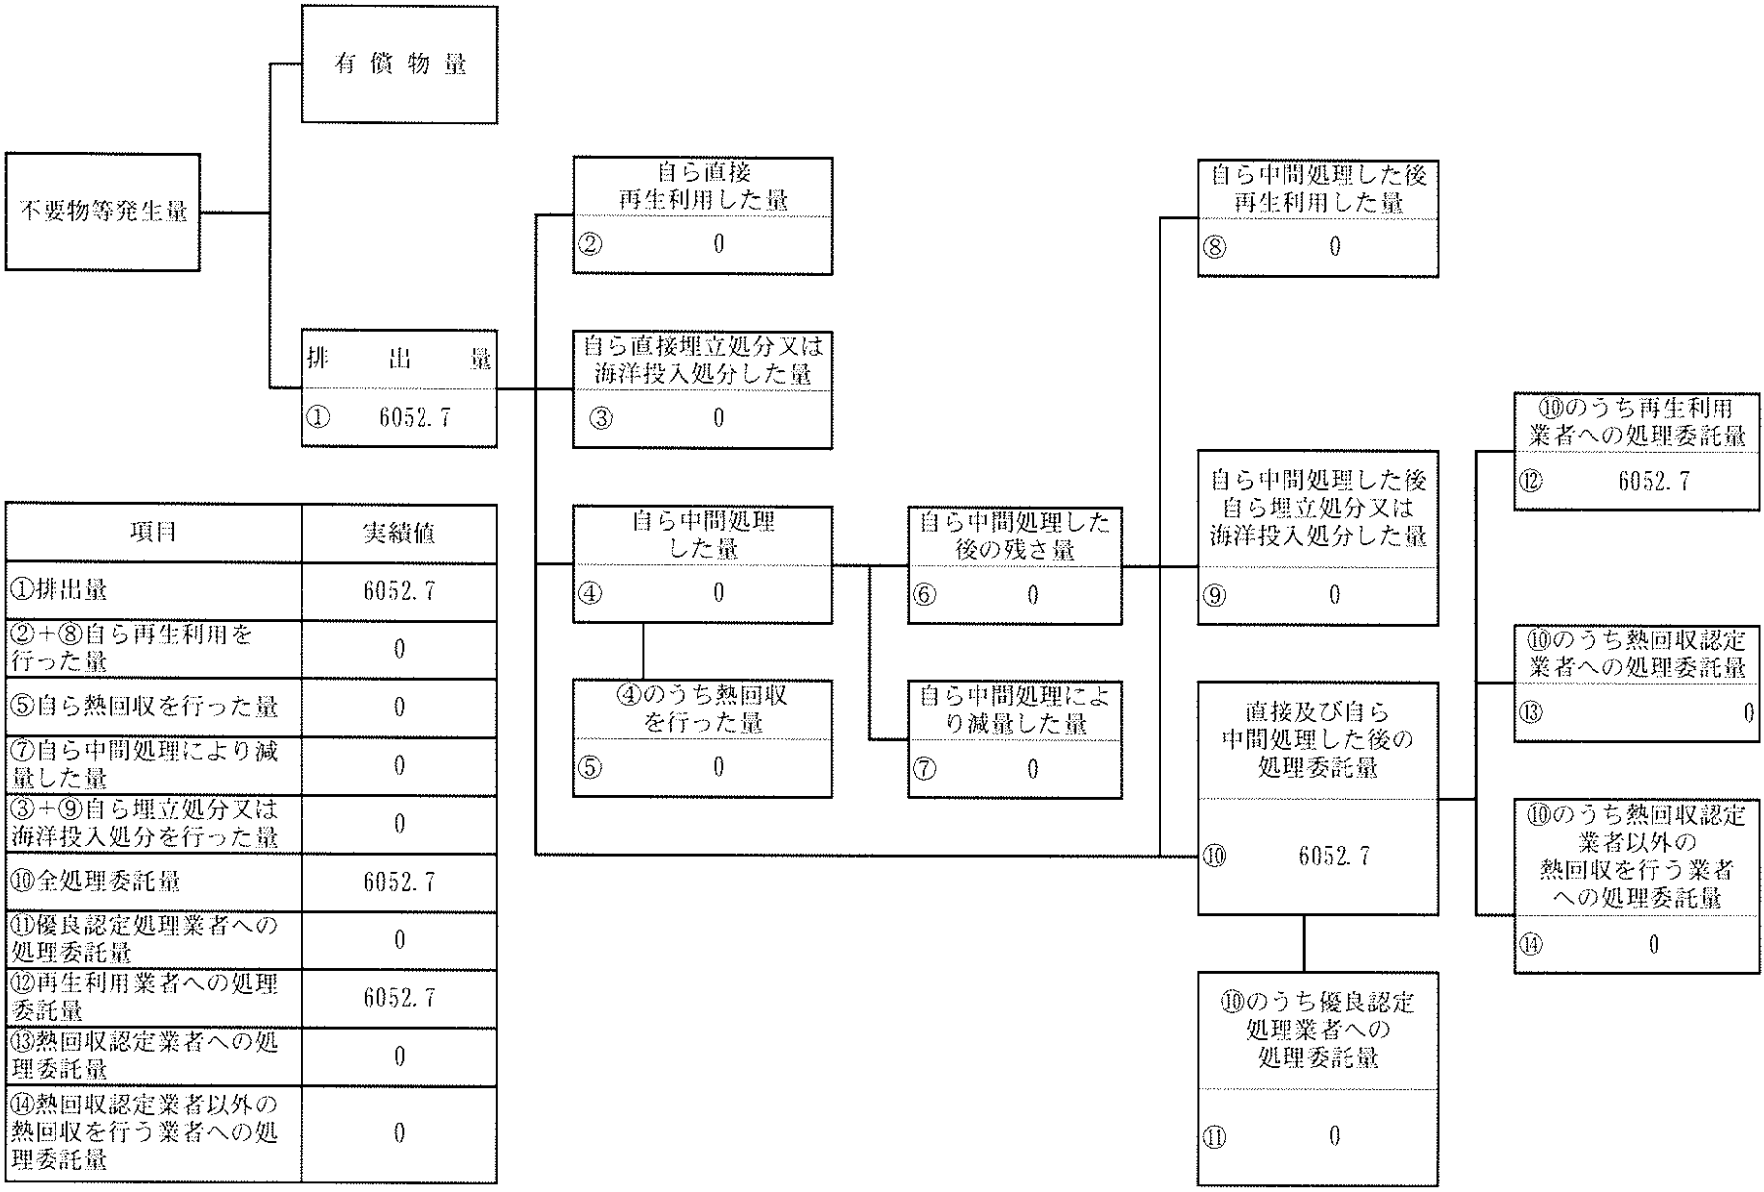 有償物量
不要物等発生量
排出量
① 6052.7
自ら直接
再生利用した量
② 0
自ら直接埋立処分又は
海洋投入処分した量
③ 0
自ら中間処理
した量
④ 0
④のうち熱回収
を行った量
⑤ 0
自ら中間処理した
後の残さ量
⑥ 0
自ら中間処理によ
り減量した量
⑦ 0
自ら中間処理した後
再生利用した量
⑧ 0
自ら中間処理した後
自ら埋立処分又は
海洋投入処分した量
⑨ 0
直接及び自ら
中間処理した後の
処理委託量
⑩ 6052.7
⑩のうち優良認定
処理業者への
処理委託量
⑪ 0
⑩のうち再生利用
業者への処理委託量
⑫ 6052.7
⑩のうち熱回収認定
業者への処理委託量
⑬ 0
⑩のうち熱回収認定
業者以外の
熱回収を行う業者
への処理委託量
⑭ 0
項目 実績値
①排出量 6052.7
②+⑧自ら再生利用を
行った量 0
⑤自ら熱回収を行った量 0
⑦自ら中間処理により減
量した量 0
③+⑨自ら埋立処分又は
海洋投入処分を行った量 0
⑩全処理委託量 6052.7
⑪優良認定処理業者への
処理委託量 0
⑫再生利用業者への処理
委託量 6052.7
⑬熱回収認定業者への処
理委託量 0
⑭熱回収認定業者以外の
熱回収を行う業者への処
理委託量 0